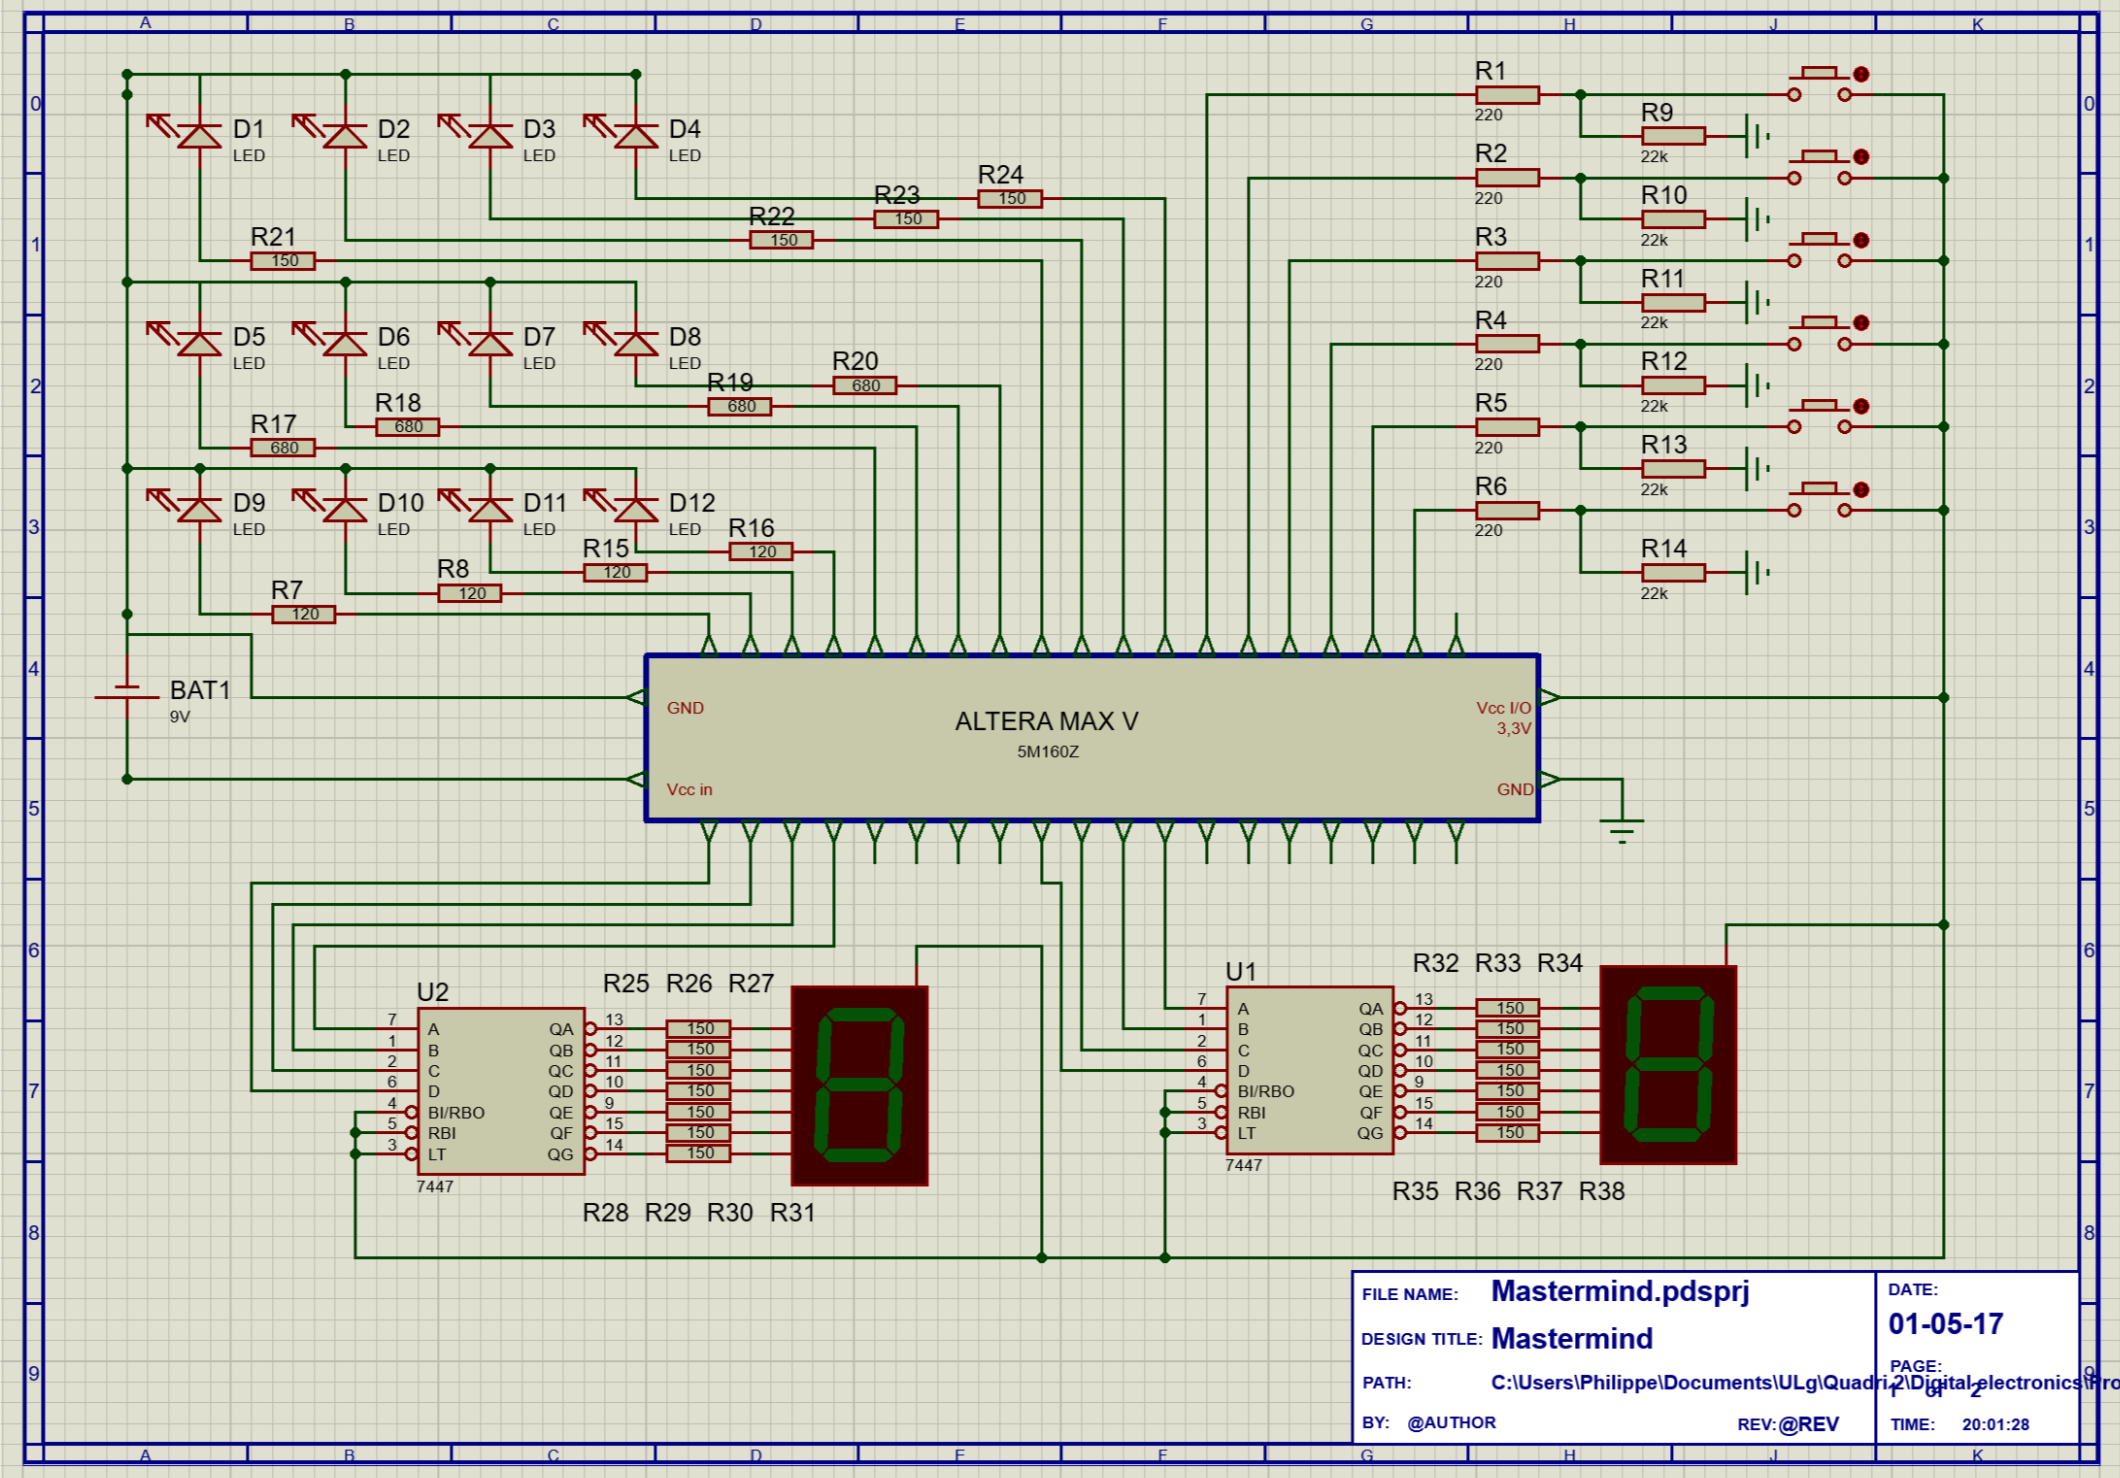 A B C D E F G H J K
0 0
1 1
2 2
3 3
4 4
5 5
6 6
7 7
8 8
9 9
D1
LED
D2
LED
D3
LED
D4
LED
R21
150
R22
150
R23
150
R24
150
D5
LED
D6
LED
D7
LED
D8
LED
R17
680
R18
680
R19
680
R20
680
D9
LED
D10
LED
D11
LED
D12
LED
R7
120
R8
120
R15
120
R16
120
R1
220
R9
22k
R2
220
R10
22k
R3
220
R11
22k
R4
220
R12
22k
R5
220
R13
22k
R6
220
R14
22k
BAT1
9V
GND
Vcc in
ALTERA MAX V
5M160Z
Vcc I/O
3,3V
GND
U2
R25 R26 R27
7 A QA 13 150
1 B QB 12 150
2 C QC 11 150
6 D QD 10 150
4 BI/RBO QE 9 150
5 RBI QF 15 150
3 LT QG 14 150
7447
R28 R29 R30 R31
U1
R32 R33 R34
7 A QA 13 150
1 B QB 12 150
2 C QC 11 150
6 D QD 10 150
4 BI/RBO QE 9 150
5 RBI QF 15 150
3 LT QG 14 150
7447
R35 R36 R37 R38
FILE NAME: Mastermind.pdsprj
DESIGN TITLE: Mastermind
PATH: C:\Users\Philippe\Documents\ULg\Quadri 2\Digital electronics\Pro
BY: @AUTHOR REV:@REV
DATE:
01-05-17
PAGE:
1 of 2
TIME: 20:01:28
A B C D E F G H J K